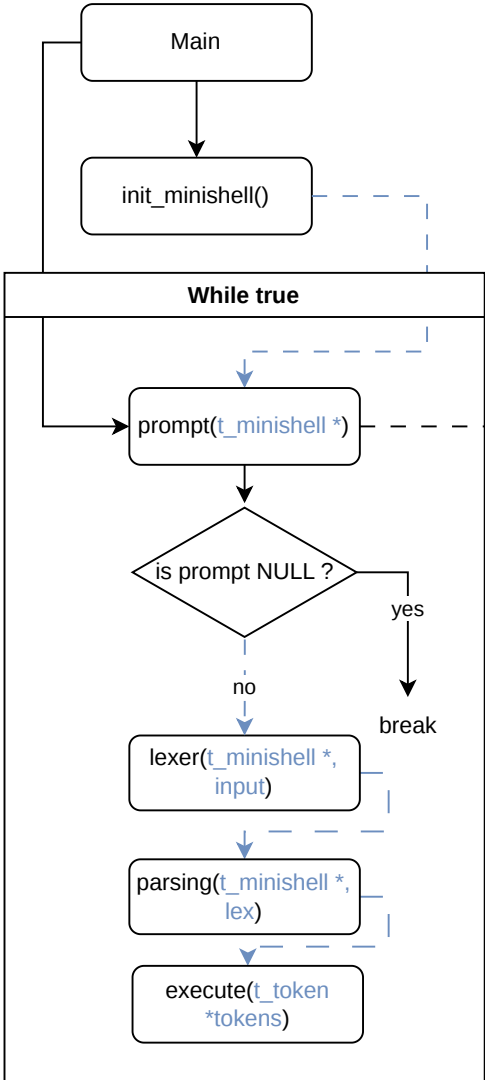 Main
init_minishell()
While true
prompt(t_minishell *)
is prompt NULL ?
yes
no
break
lexer(t_minishell *,
input)
parsing(t_minishell *,
lex)
execute(t_token
*tokens)